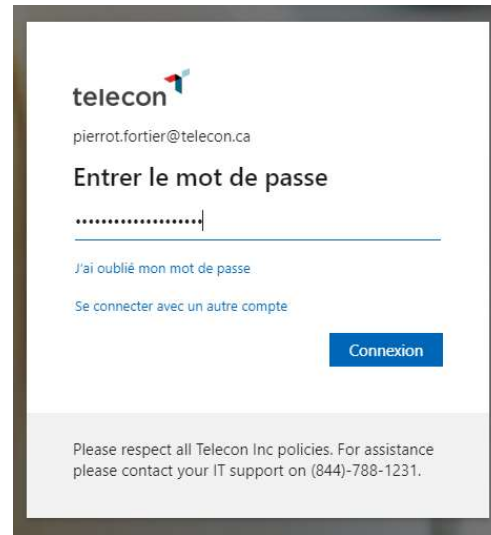 telecon
pierrot.fortier@telecon.ca
Entrer le mot de passe
••••••••••••••••••••
J'ai oublié mon mot de passe
Se connecter avec un autre compte
Connexion
Please respect all Telecon Inc policies. For assistance
please contact your IT support on (844)-788-1231.